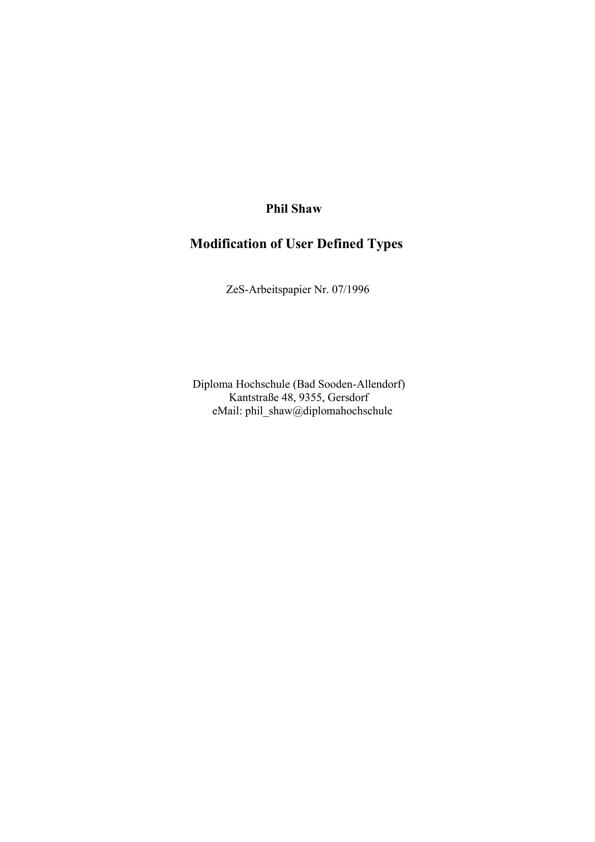 Phil Shaw
Modification of User Defined Types
ZeS-Arbeitspapier Nr. 07/1996
Diploma Hochschule (Bad Sooden-Allendorf)
Kantstraße 48, 9355, Gersdorf
eMail: phil_shaw@diplomahochschule